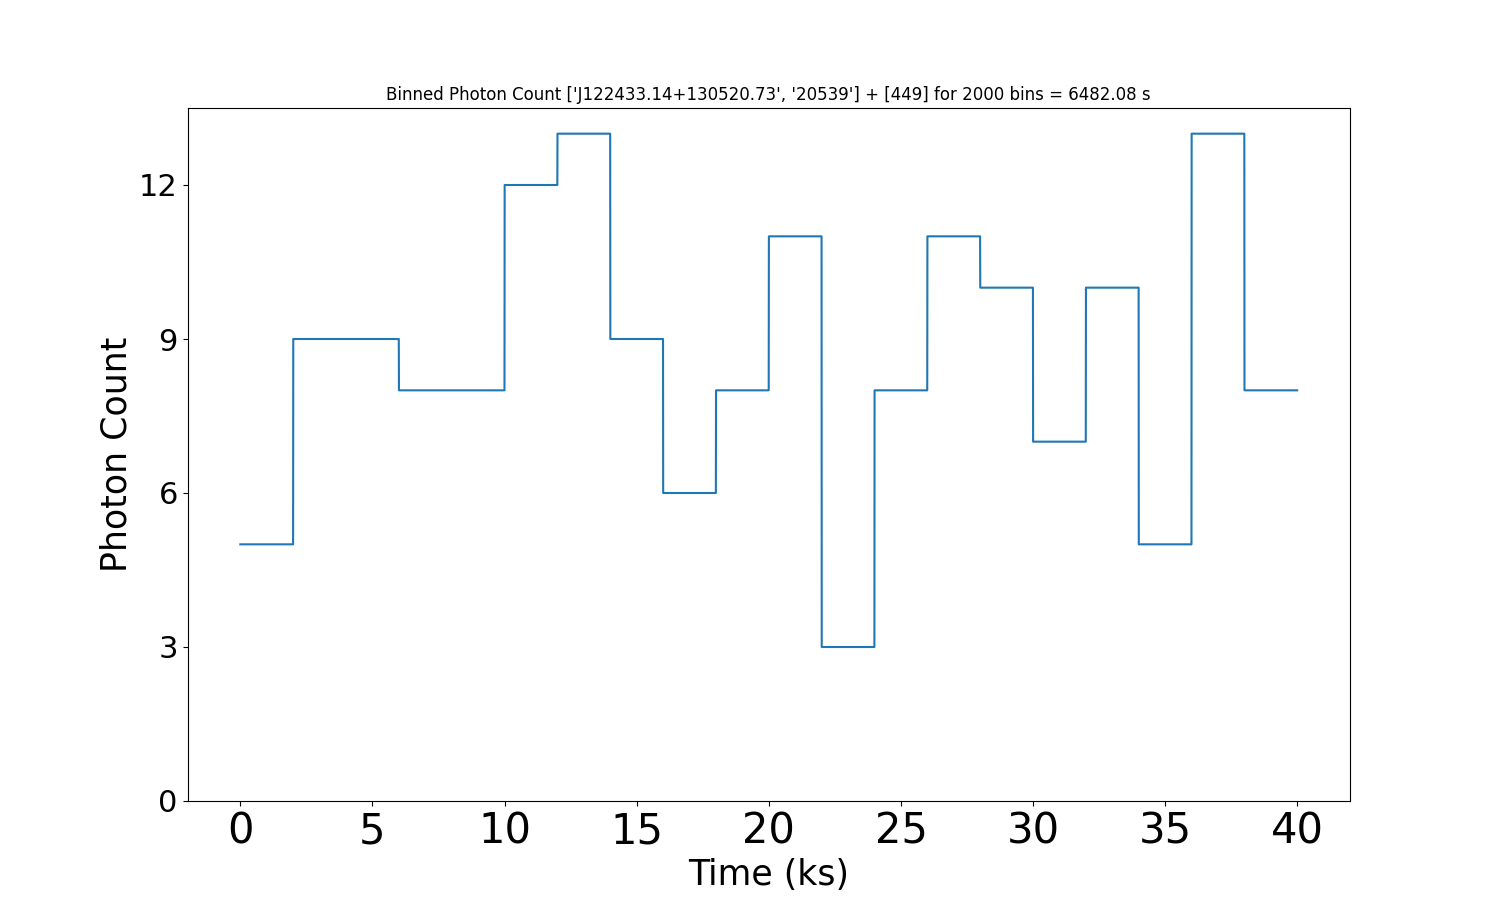 Binned Photon Count ['J122433.14+130520.73', '20539'] + [449] for 2000 bins = 6482.08 s
12
9
6
3
0
Photon Count
0 5 10 15 20 25 30 35 40
Time (ks)